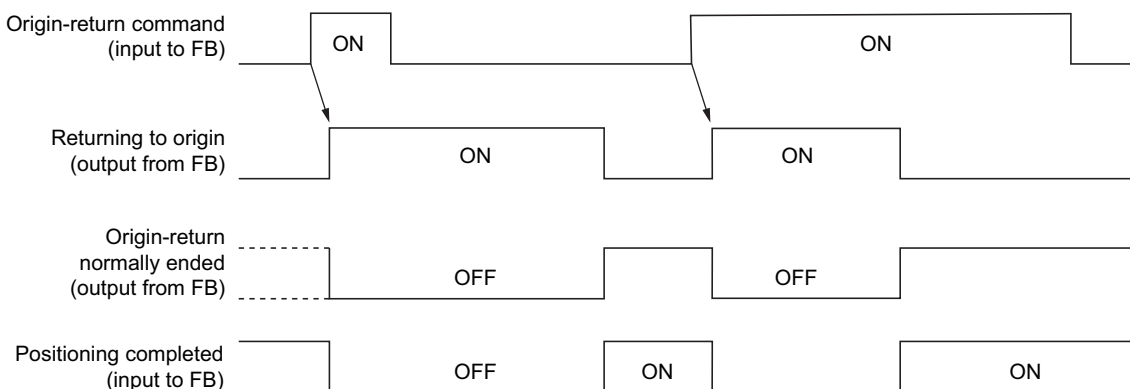 Origin-return command
(input to FB)
ON
ON
Returning to origin
(output from FB)
ON
ON
Origin-return
normally ended
(output from FB)
OFF
OFF
Positioning completed
(input to FB)
OFF
ON
ON